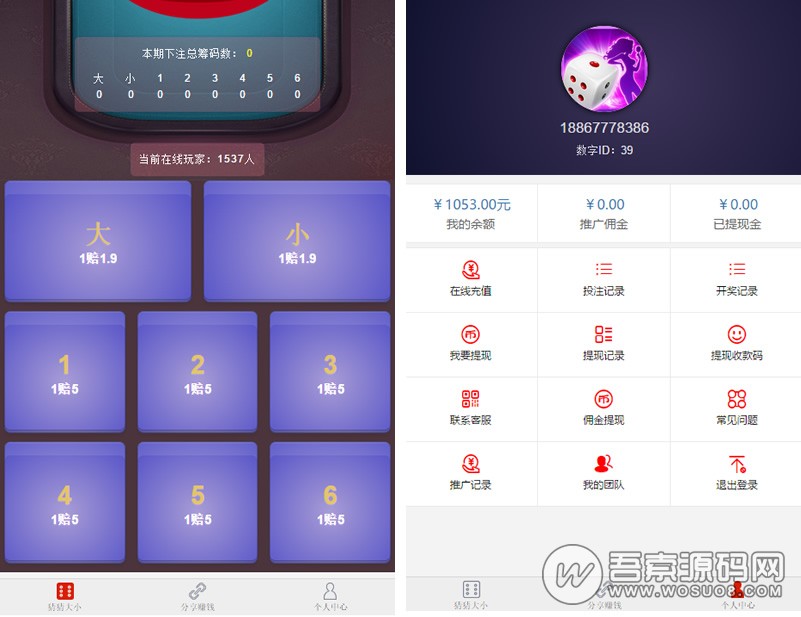 本期下注总筹码数：0
大 小 1 2 3 4 5 6
0 0 0 0 0 0 0 0
当前在线玩家：1537人
大 小
1赔1.9 1赔1.9
1 2 3
1赔5 1赔5 1赔5
4 5 6
1赔5 1赔5 1赔5
猜猜大小 分享赚钱 个人中心
18867778386
数字ID：39
￥1053.00元 ￥0.00 ￥0.00
我的余额 推广佣金 已提现金
在线充值 投注记录 开奖记录
我要提现 提现记录 提现收款码
联系客服 佣金提现 常见问题
推广记录 我的团队 退出登录
猜猜大小 分享赚钱 个人中心
吾索源码网
www.wosuo8.com